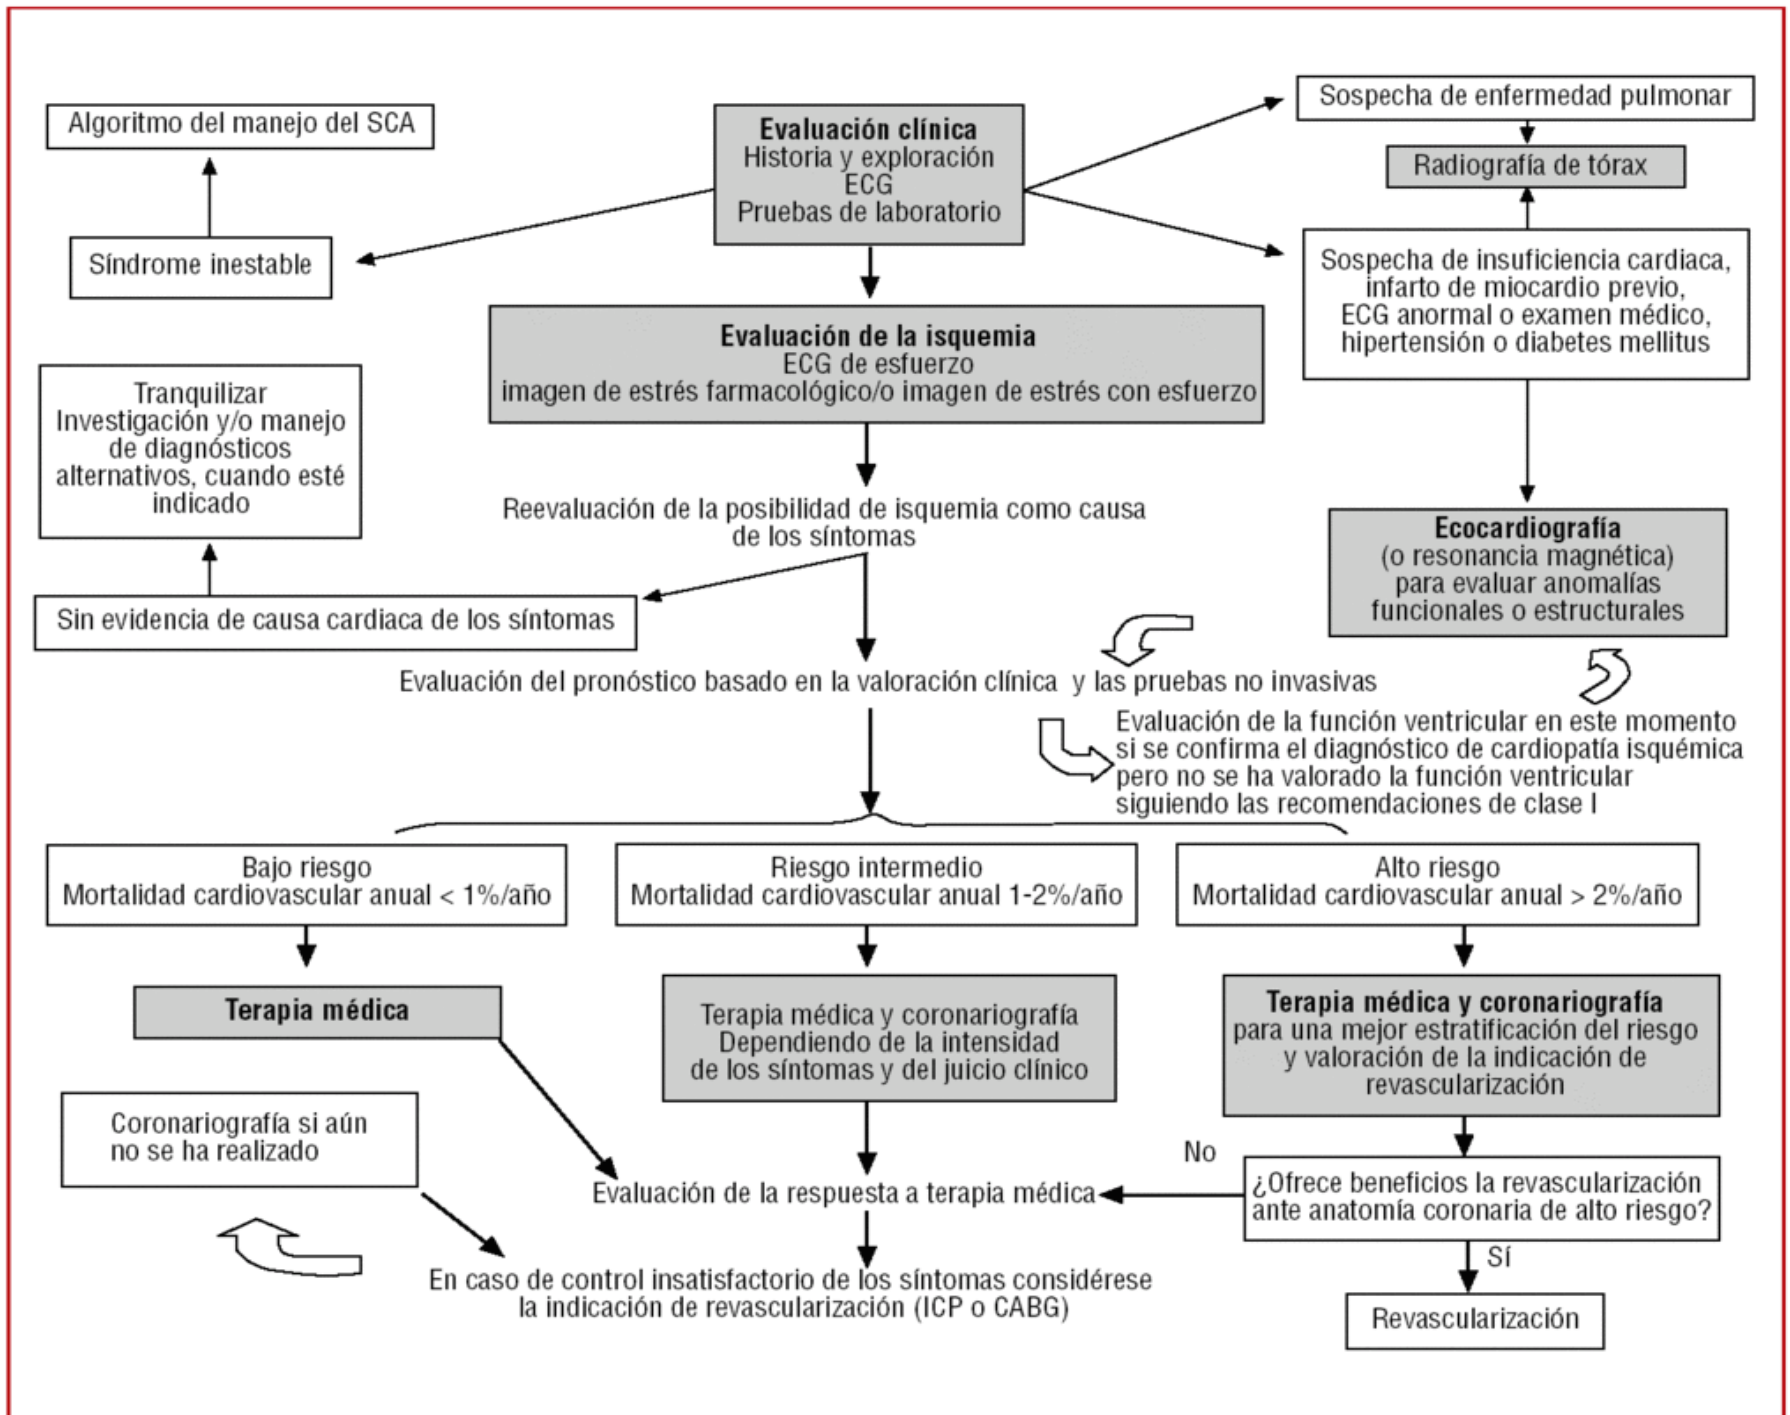 Algoritmo del manejo del SCA
Evaluación clínica
Historia y exploración
ECG
Pruebas de laboratorio
Sospecha de enfermedad pulmonar
Radiografía de tórax
Síndrome inestable
Sospecha de insuficiencia cardiaca,
infarto de miocardio previo,
ECG anormal o examen médico,
hipertensión o diabetes mellitus
Evaluación de la isquemia
ECG de esfuerzo
imagen de estrés farmacológico/o imagen de estrés con esfuerzo
Tranquilizar
Investigación y/o manejo
de diagnósticos
alternativos, cuando esté
indicado
Reevaluación de la posibilidad de isquemia como causa
de los síntomas
Ecocardiografía
(o resonancia magnética)
para evaluar anomalías
funcionales o estructurales
Sin evidencia de causa cardiaca de los síntomas
Evaluación del pronóstico basado en la valoración clínica y las pruebas no invasivas
Evaluación de la función ventricular en este momento
si se confirma el diagnóstico de cardiopatía isquémica
pero no se ha valorado la función ventricular
siguiendo las recomendaciones de clase I
Bajo riesgo
Mortalidad cardiovascular anual < 1%/año
Riesgo intermedio
Mortalidad cardiovascular anual 1-2%/año
Alto riesgo
Mortalidad cardiovascular anual > 2%/año
Terapia médica
Terapia médica y coronariografía
Dependiendo de la intensidad
de los síntomas y del juicio clínico
Terapia médica y coronariografía
para una mejor estratificación del riesgo
y valoración de la indicación de
revascularización
Coronariografía si aún
no se ha realizado
No
Evaluación de la respuesta a terapia médica
¿Ofrece beneficios la revascularización
ante anatomía coronaria de alto riesgo?
Sí
En caso de control insatisfactorio de los síntomas considérese
la indicación de revascularización (ICP o CABG)
Revascularización